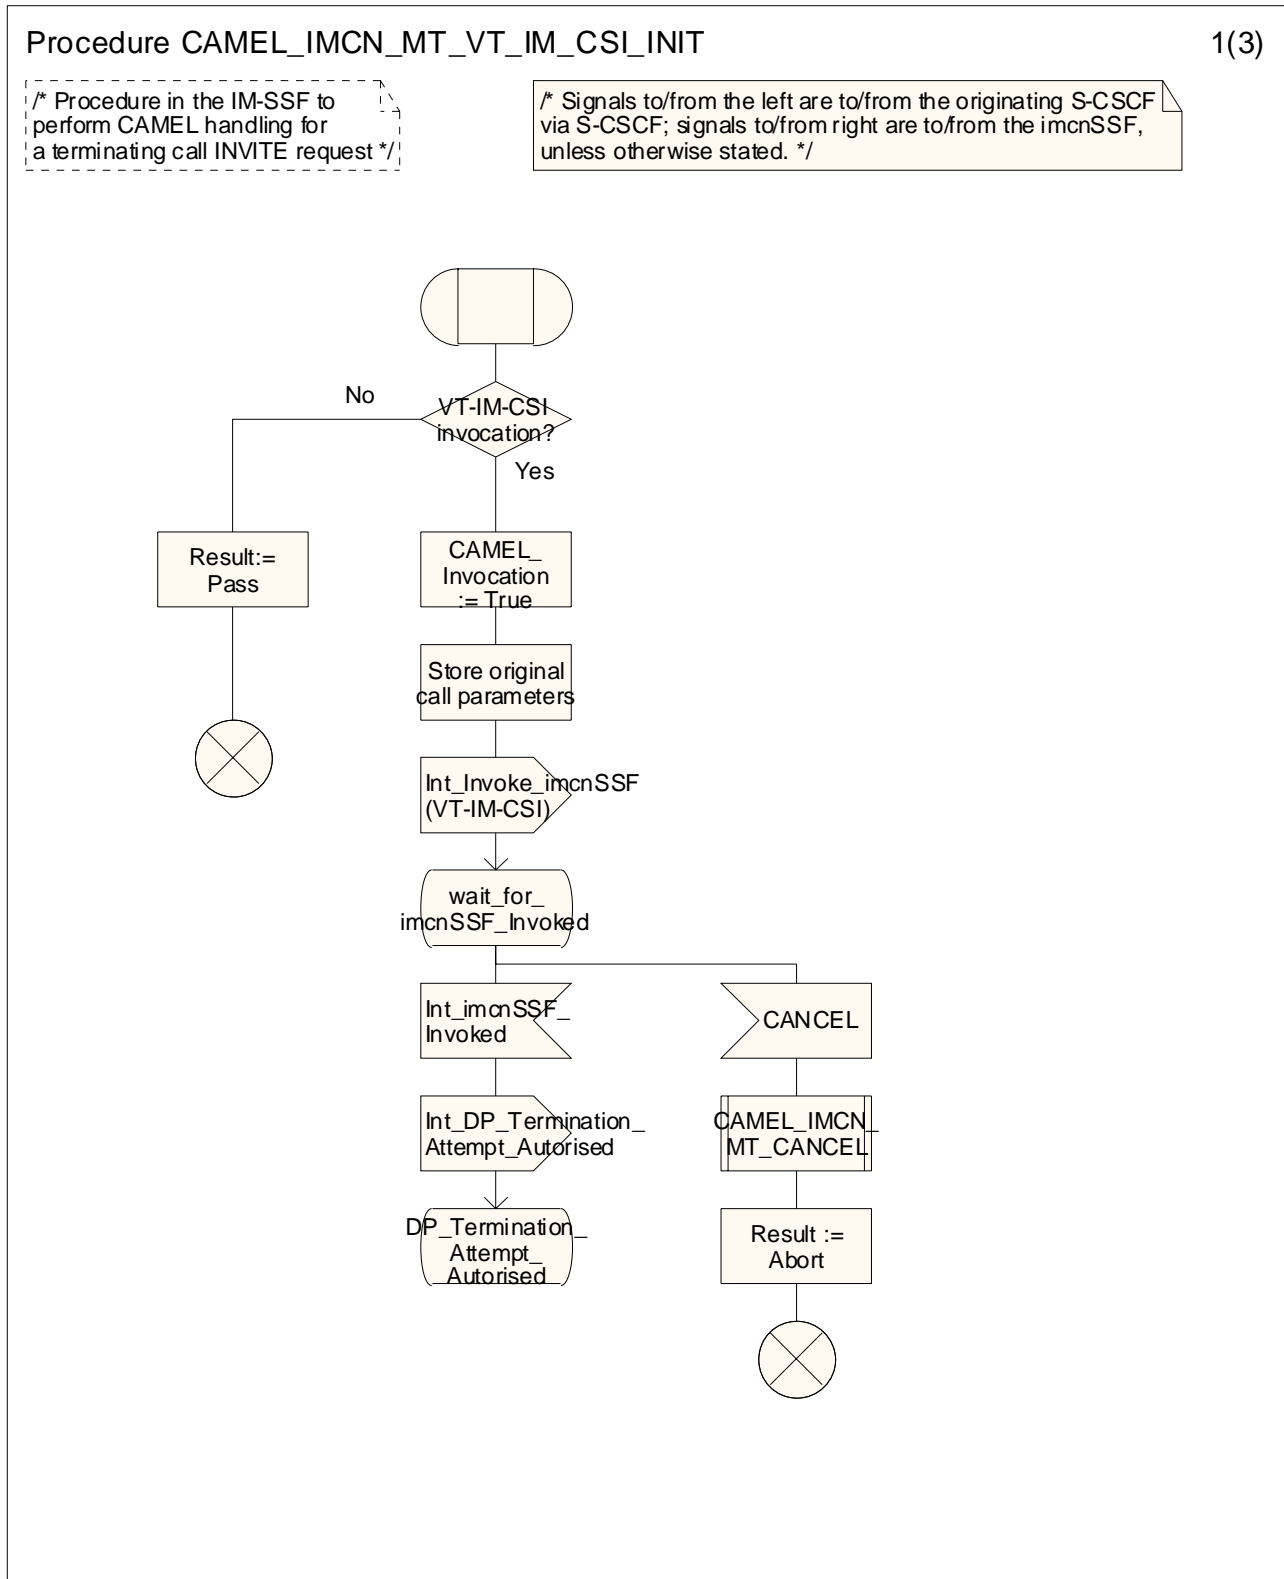 Procedure CAMEL_IMCN_MT_VT_IM_CSI_INIT
1(3)
/* Procedure in the IM-SSF to
perform CAMEL handling for
a terminating call INVITE request */
/* Signals to/from the left are to/from the originating S-CSCF
via S-CSCF; signals to/from right are to/from the imcnSSF,
unless otherwise stated. */
VT-IM-CSI
invocation?
No
Yes
Result:=
Pass
CAMEL_
Invocation
:= True
Store original
call parameters
Int_Invoke_imcnSSF
(VT-IM-CSI)
wait_for_
imcnSSF_Invoked
Int_imcnSSF_
Invoked
CANCEL
Int_DP_Termination_
Attempt_Autorised
CAMEL_IMCN_
MT_CANCEL
DP_Termination_
Attempt_
Autorised
Result :=
Abort